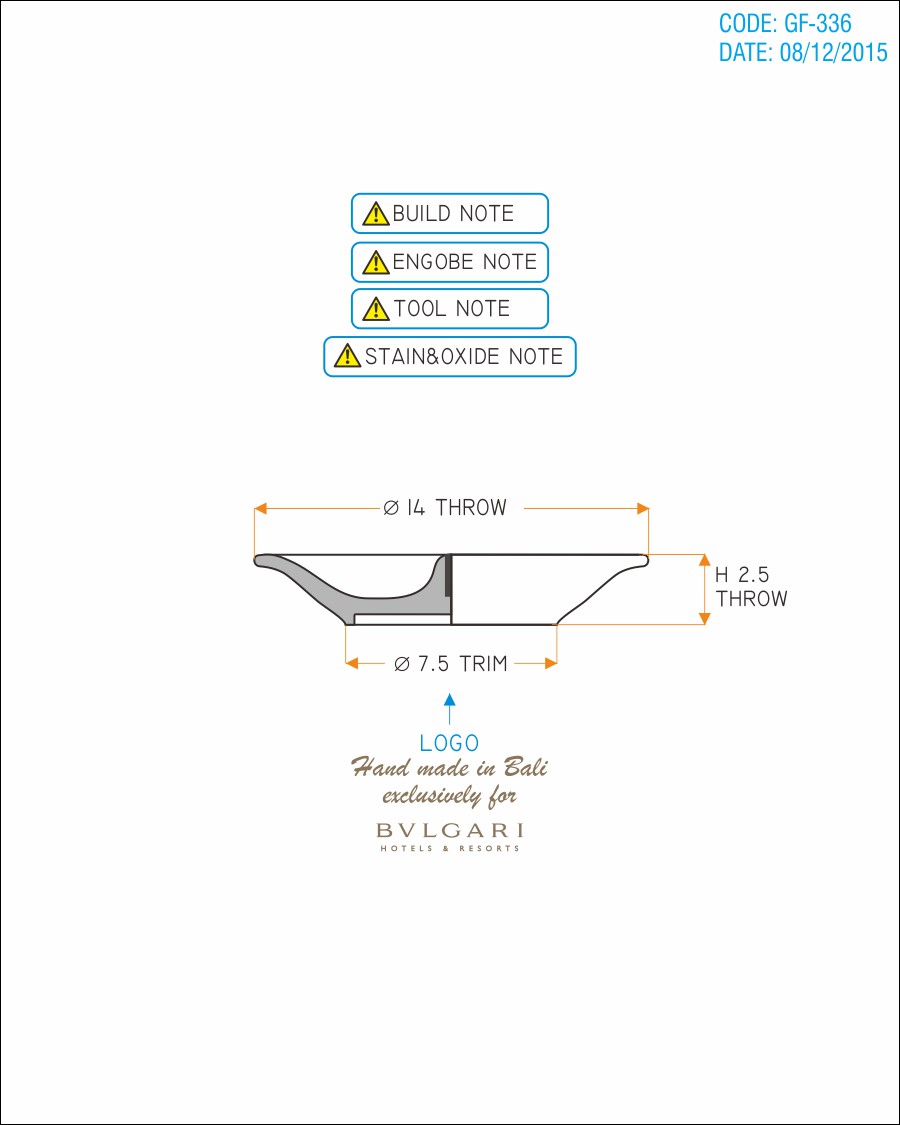 CODE: GF-336
DATE: 08/12/2015
BUILD NOTE
ENGOBE NOTE
TOOL NOTE
STAIN&OXIDE NOTE
Ø 14 THROW
H 2.5
THROW
Ø 7.5 TRIM
LOGO
Hand made in Bali
exclusively for
BVLGARI
HOTELS & RESORTS